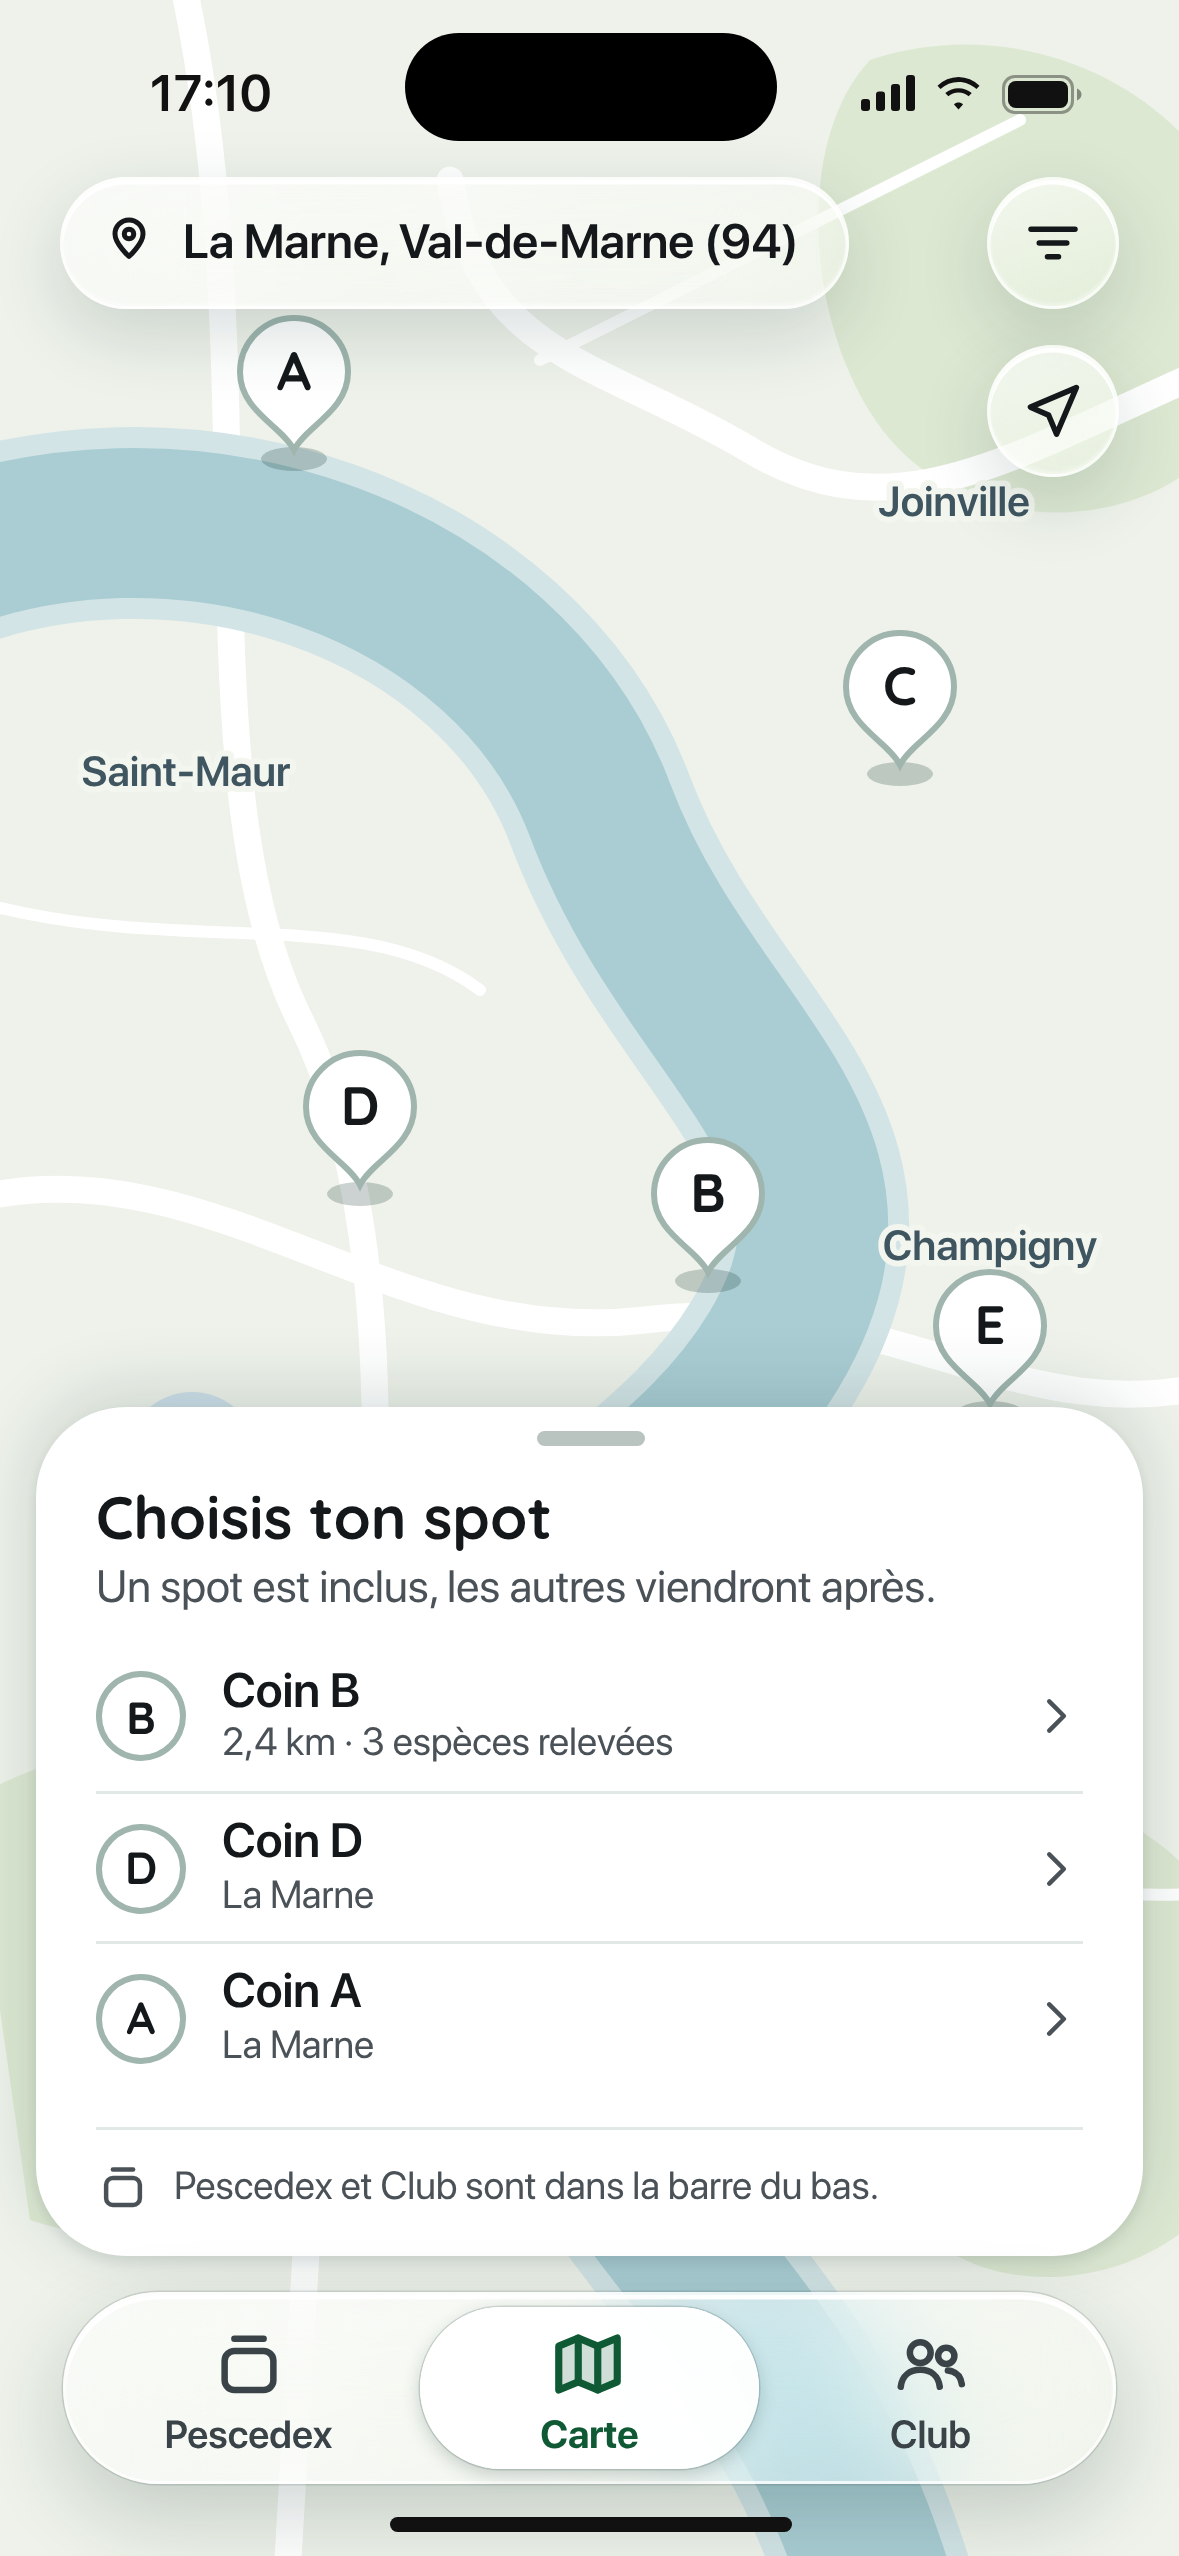 17:10
La Marne, Val-de-Marne (94)
A
Joinville
C
Saint-Maur
D
B
Champigny
E
Choisis ton spot
Un spot est inclus, les autres viendront après.
B
Coin B
2,4 km · 3 espèces relevées
D
Coin D
La Marne
A
Coin A
La Marne
Pescedex et Club sont dans la barre du bas.
Pescedex
Carte
Club